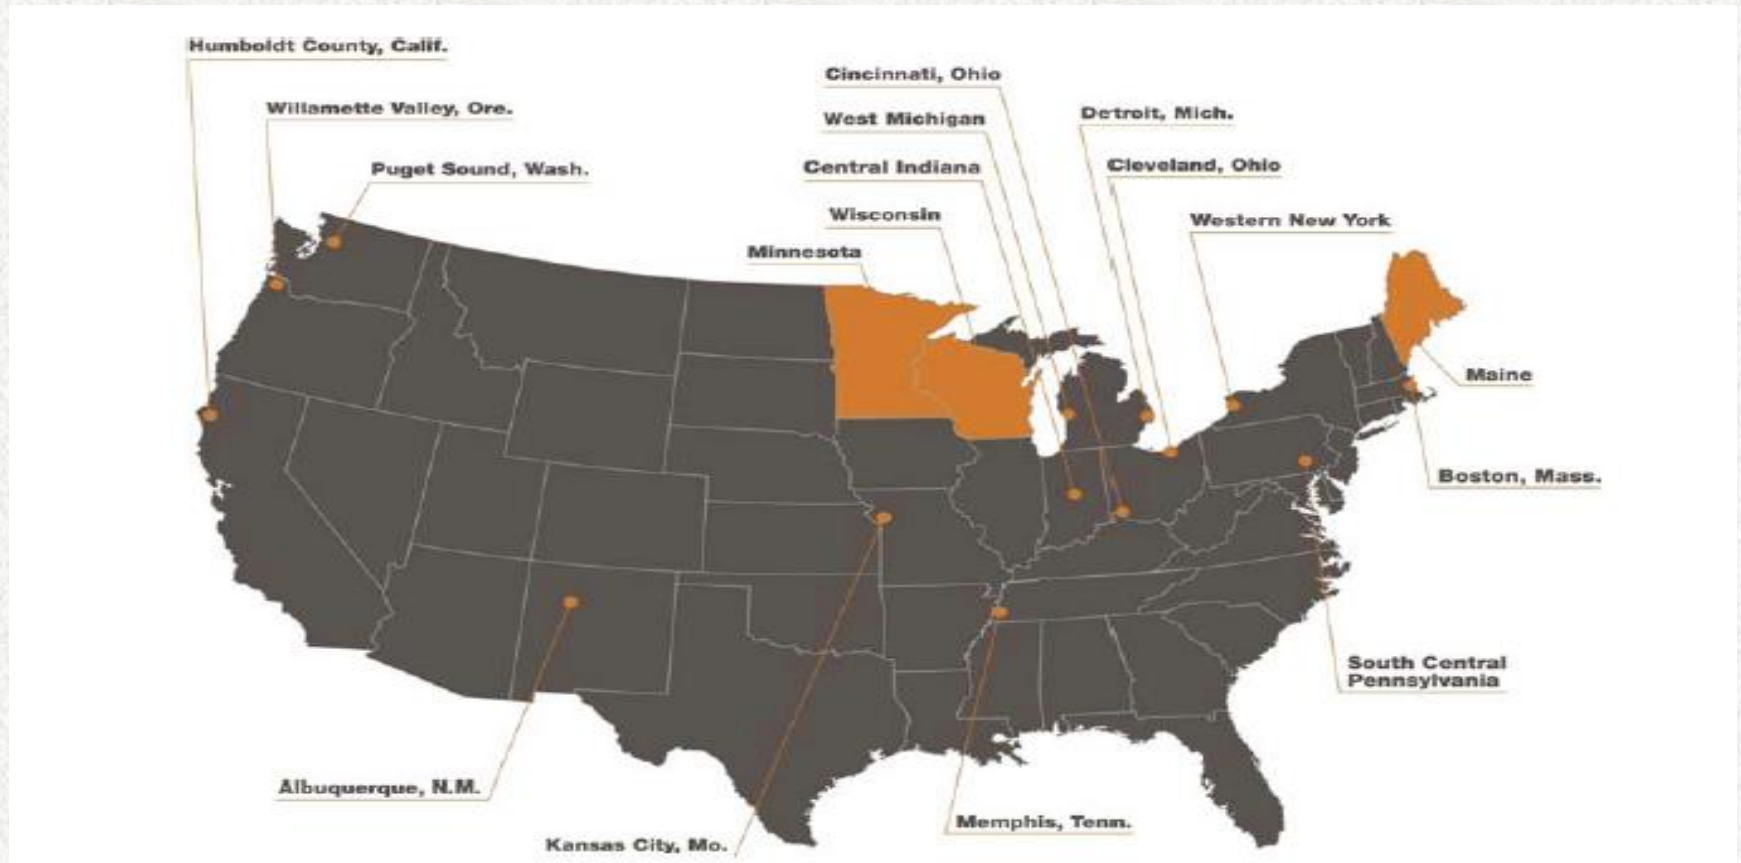 Humboldt County, Calif.
Willamette Valley, Ore.
Puget Sound, Wash.
Cincinnati, Ohio
West Michigan
Central Indiana
Wisconsin
Minnesota
Detroit, Mich.
Cleveland, Ohio
Western New York
Maine
Boston, Mass.
South Central
Pennsylvania
Albuquerque, N.M.
Kansas City, Mo.
Memphis, Tenn.